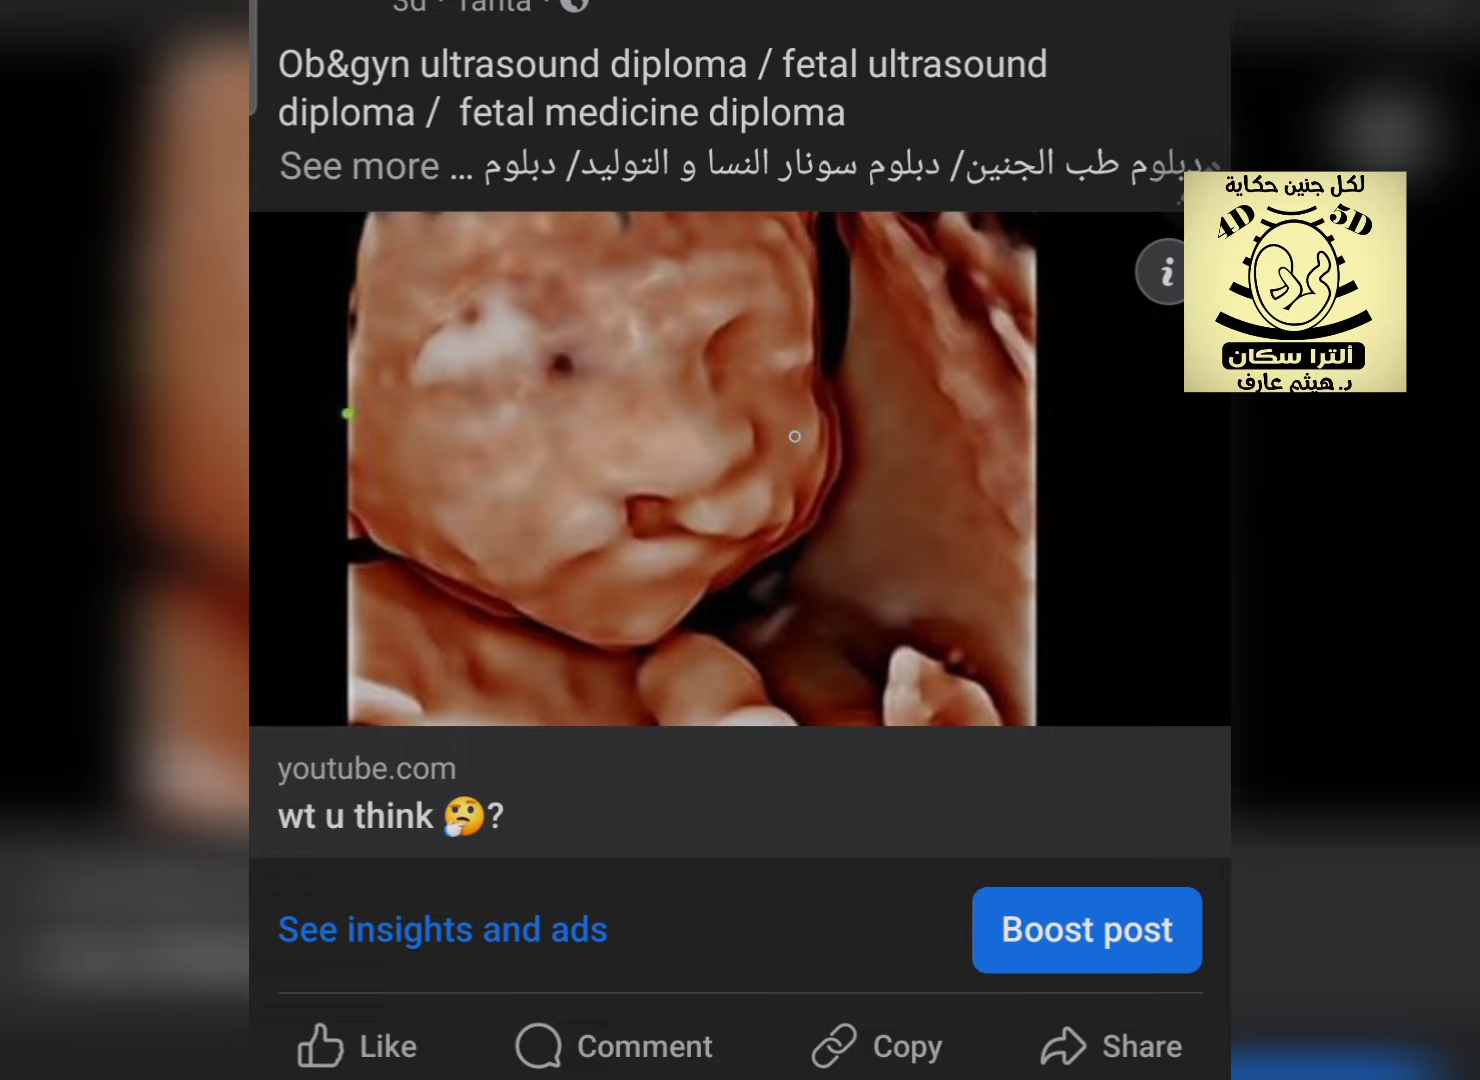 3d · Tanta ·
Ob&gyn ultrasound diploma / fetal ultrasound
diploma / fetal medicine diploma
دبلوم طب الجنين/ دبلوم سونار النسا و التوليد/ دبلوم ... See more
لكل جنين حكاية
4D 5D
ألترا سكان
د. هيثم عارف
i
youtube.com
wt u think 🤔?
See insights and ads
Boost post
Like Comment Copy Share